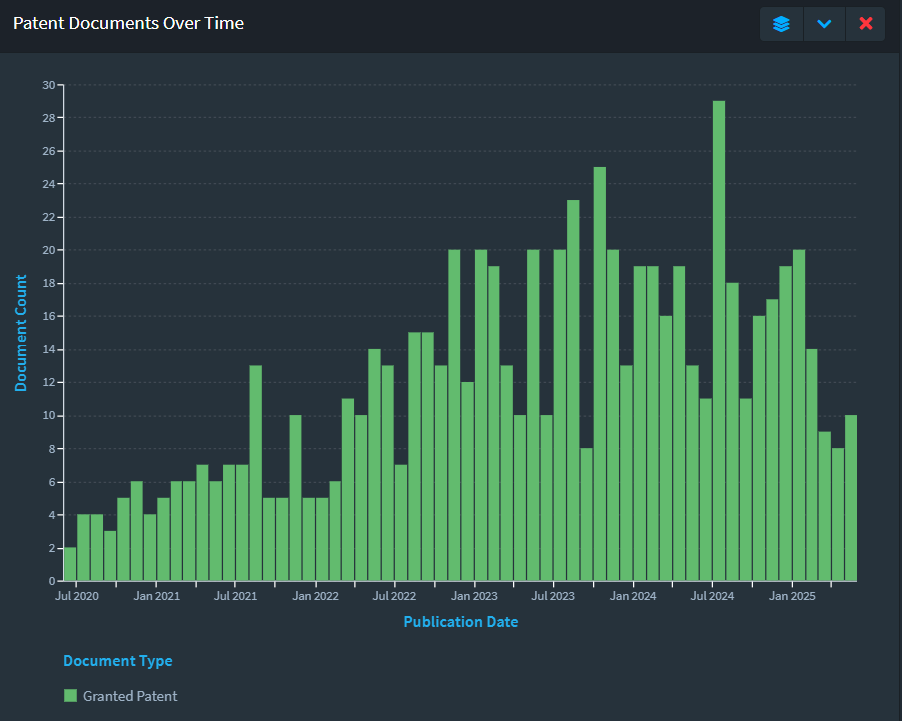 Patent Documents Over Time
30
28
26
24
22
20
18
16
14
12
10
8
6
4
2
0
Document Count
Jul 2020 Jan 2021 Jul 2021 Jan 2022 Jul 2022 Jan 2023 Jul 2023 Jan 2024 Jul 2024 Jan 2025
Publication Date
Document Type
Granted Patent